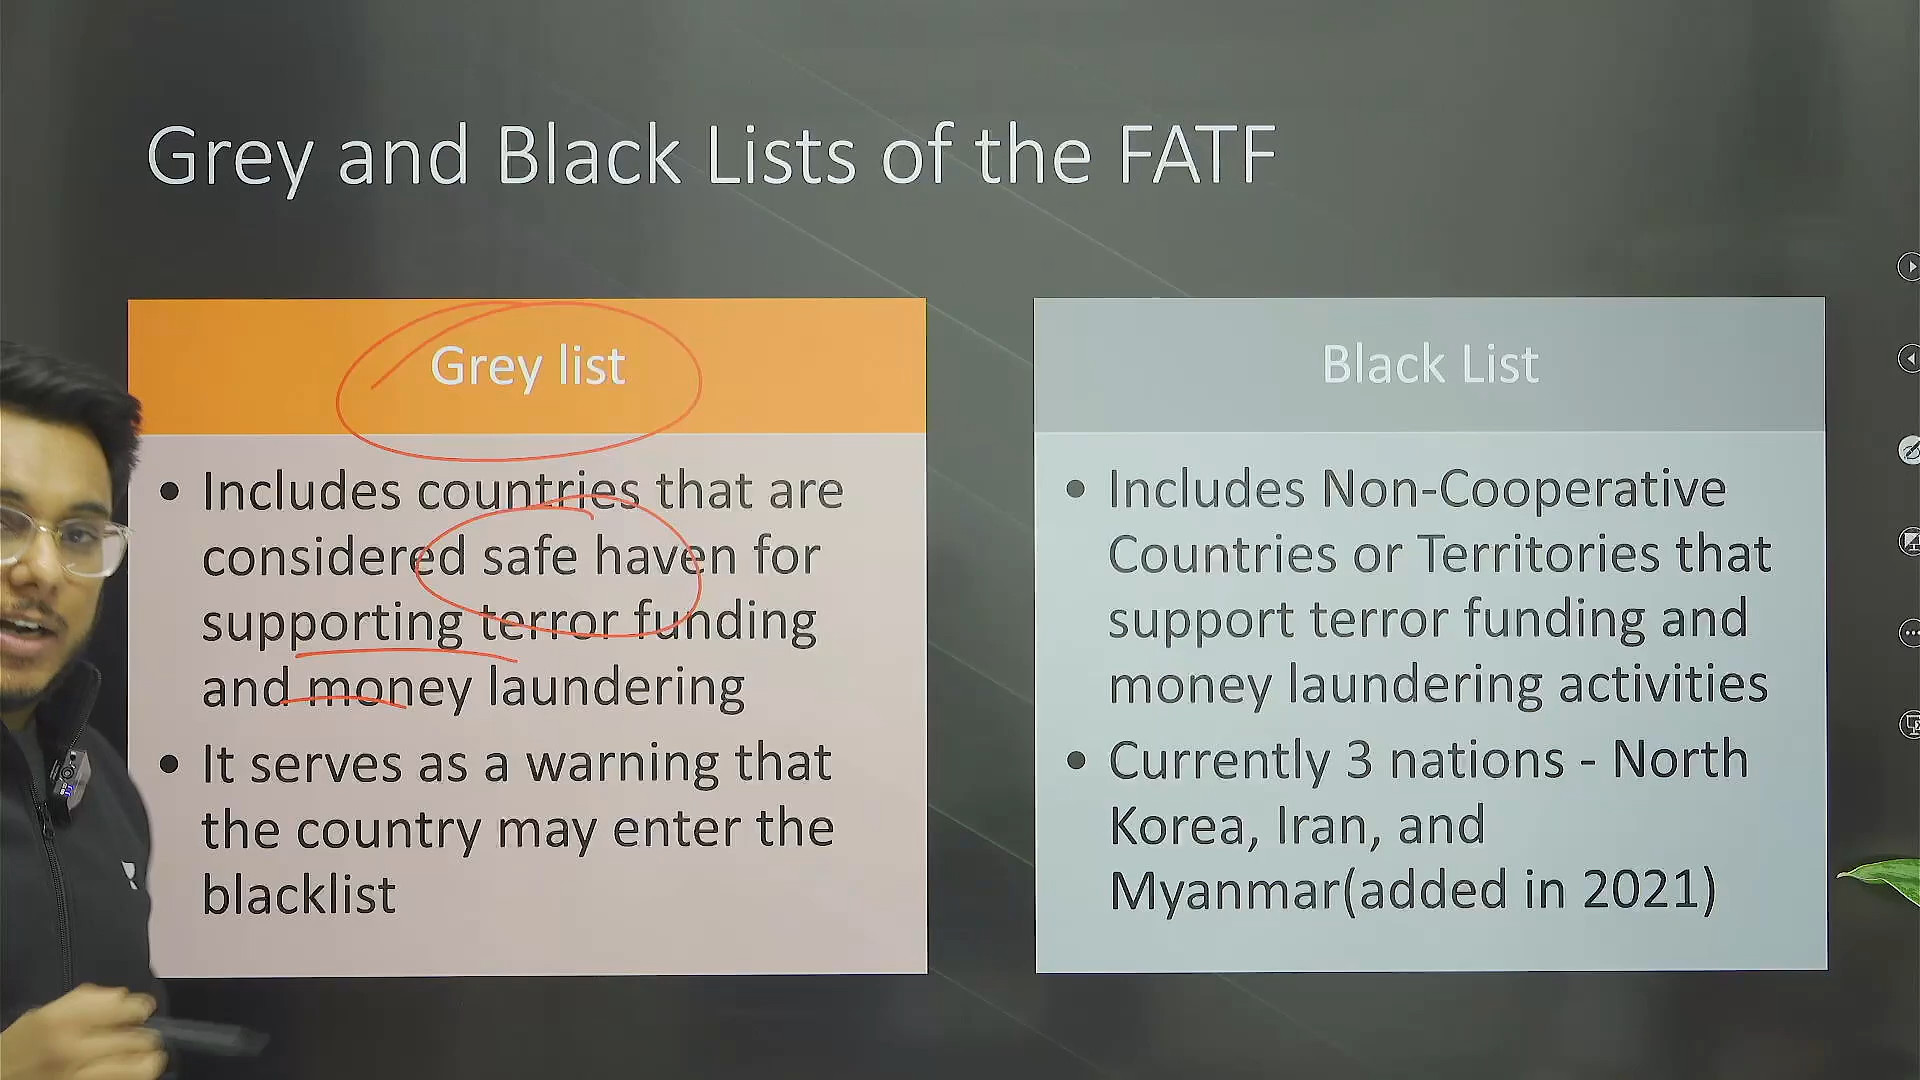 Grey and Black Lists of the FATF
Grey list
• Includes countries that are
considered safe haven for
supporting terror funding
and money laundering
• It serves as a warning that
the country may enter the
blacklist
Black List
• Includes Non-Cooperative
Countries or Territories that
support terror funding and
money laundering activities
• Currently 3 nations - North
Korea, Iran, and
Myanmar(added in 2021)